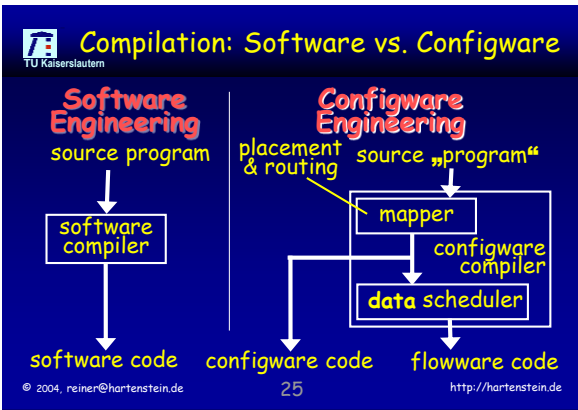 Compilation: Software vs. Configware
TU Kaiserslautern
Software
Engineering
source program
software
compiler
software code
Configware
Engineering
placement
& routing
source „program“
mapper
configware
compiler
data scheduler
configware code
flowware code
© 2004, reiner@hartenstein.de
25
http://hartenstein.de